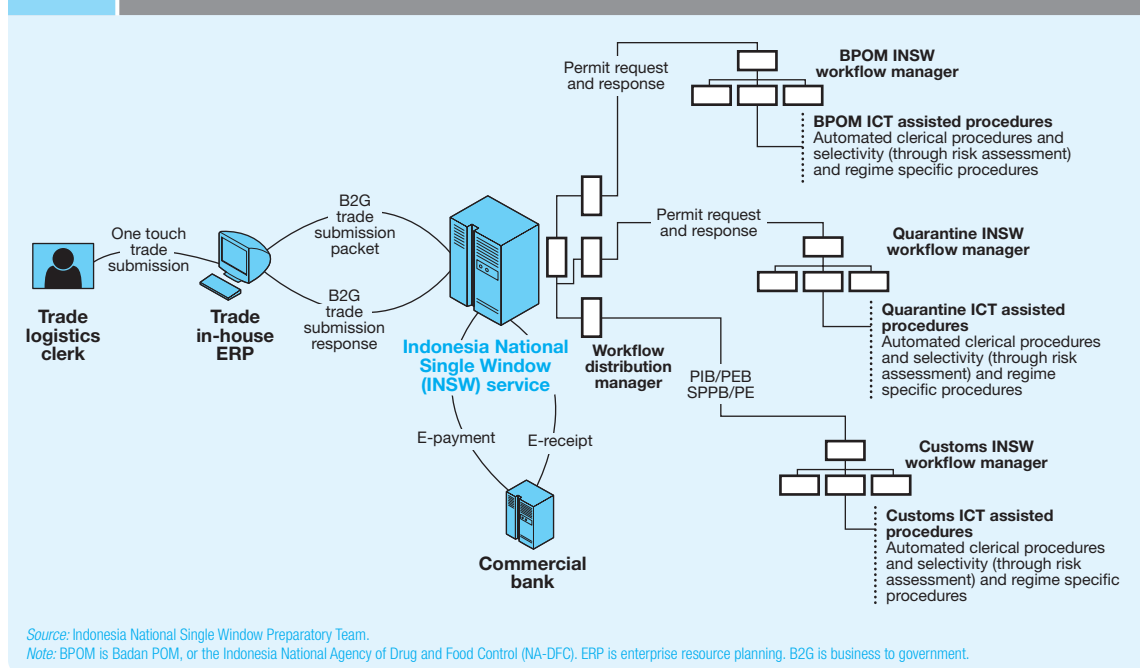 Permit request
and response
BPOM INSW
workflow manager
BPOM ICT assisted procedures
Automated clerical procedures and
selectivity (through risk assessment)
and regime specific procedures
One touch
trade
submission
B2G
trade
submission
packet
B2G
trade
submission
response
Trade
logistics
clerk
Trade
in-house
ERP
Indonesia National
Single Window
(INSW) service
Workflow
distribution
manager
Permit request
and response
Quarantine INSW
workflow manager
Quarantine ICT assisted
procedures
Automated clerical procedures
and selectivity (through risk
assessment) and regime
specific procedures
PIB/PEB
SPPB/PE
E-payment
E-receipt
Commercial
bank
Customs INSW
workflow manager
Customs ICT assisted
procedures
Automated clerical procedures
and selectivity (through risk
assessment) and regime specific
procedures
Source: Indonesia National Single Window Preparatory Team.
Note: BPOM is Badan POM, or the Indonesia National Agency of Drug and Food Control (NA-DFC). ERP is enterprise resource planning. B2G is business to government.